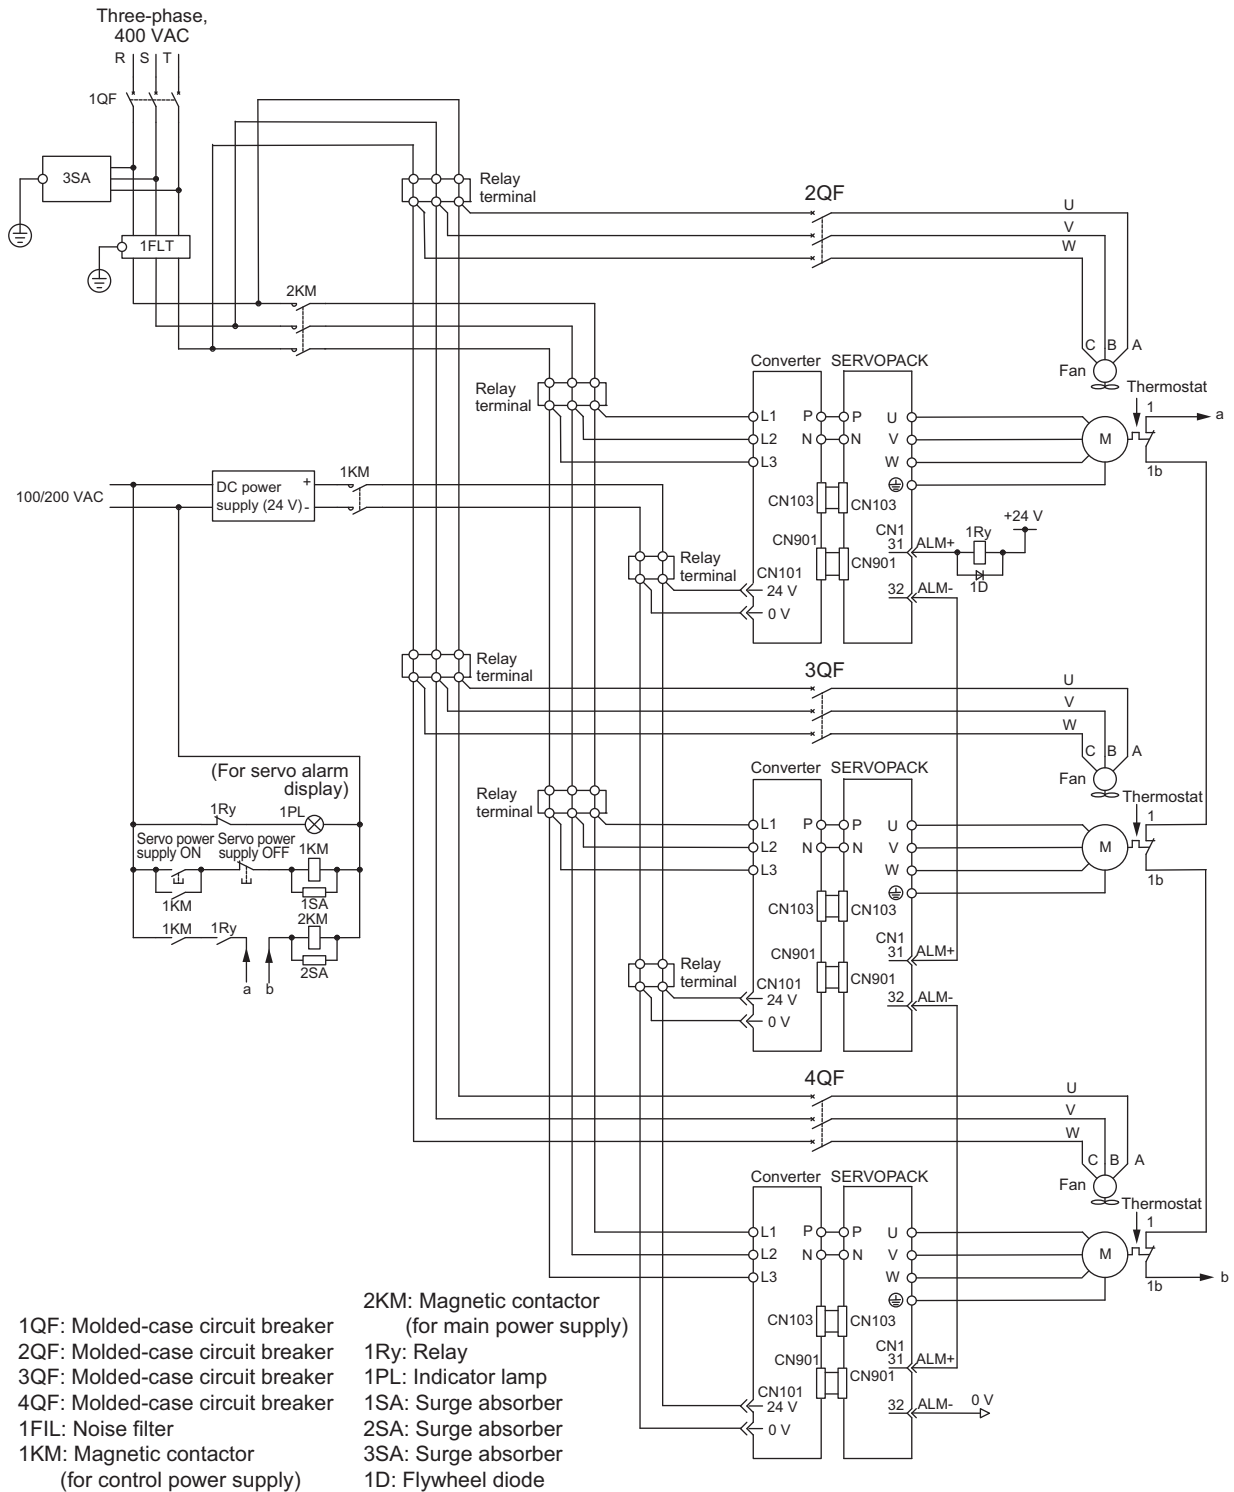 Three-phase,
400 VAC
R S T
1QF
3SA
1FLT
Relay
terminal
2QF
U
V
W
C B A
Fan
2KM
Converter SERVOPACK
Thermostat
Relay
terminal
1
a
L1 P P U
L2 N N V M
L3 W
1b
100/200 VAC
DC power +
supply (24 V) -
1KM
CN103 CN103
CN1
31 ALM+
1Ry
+24 V
1D
CN901 CN901
Relay
terminal
CN101
24 V
0 V
32 ALM-
Relay
terminal
3QF
U
V
W
C B A
Fan
(For servo alarm
display)
1Ry 1PL
Servo power
supply ON
Servo power
supply OFF
1KM
1KM
1SA
1KM 1Ry
2KM
2SA
a b
Converter SERVOPACK
Thermostat
Relay
terminal
1
L1 P P U
L2 N N V M
L3 W
1b
CN103 CN103
CN1
31 ALM+
CN901 CN901
Relay
terminal
CN101
24 V
0 V
32 ALM-
4QF
U
V
W
C B A
Fan
Converter SERVOPACK
Thermostat
1
L1 P P U
L2 N N V M
L3 W
1b
b
CN103 CN103
CN1
31 ALM+
CN901 CN901
CN101
24 V
0 V
32 ALM- 0 V
1QF: Molded-case circuit breaker
2QF: Molded-case circuit breaker
3QF: Molded-case circuit breaker
4QF: Molded-case circuit breaker
1FIL: Noise filter
1KM: Magnetic contactor
(for control power supply)
2KM: Magnetic contactor
(for main power supply)
1Ry: Relay
1PL: Indicator lamp
1SA: Surge absorber
2SA: Surge absorber
3SA: Surge absorber
1D: Flywheel diode